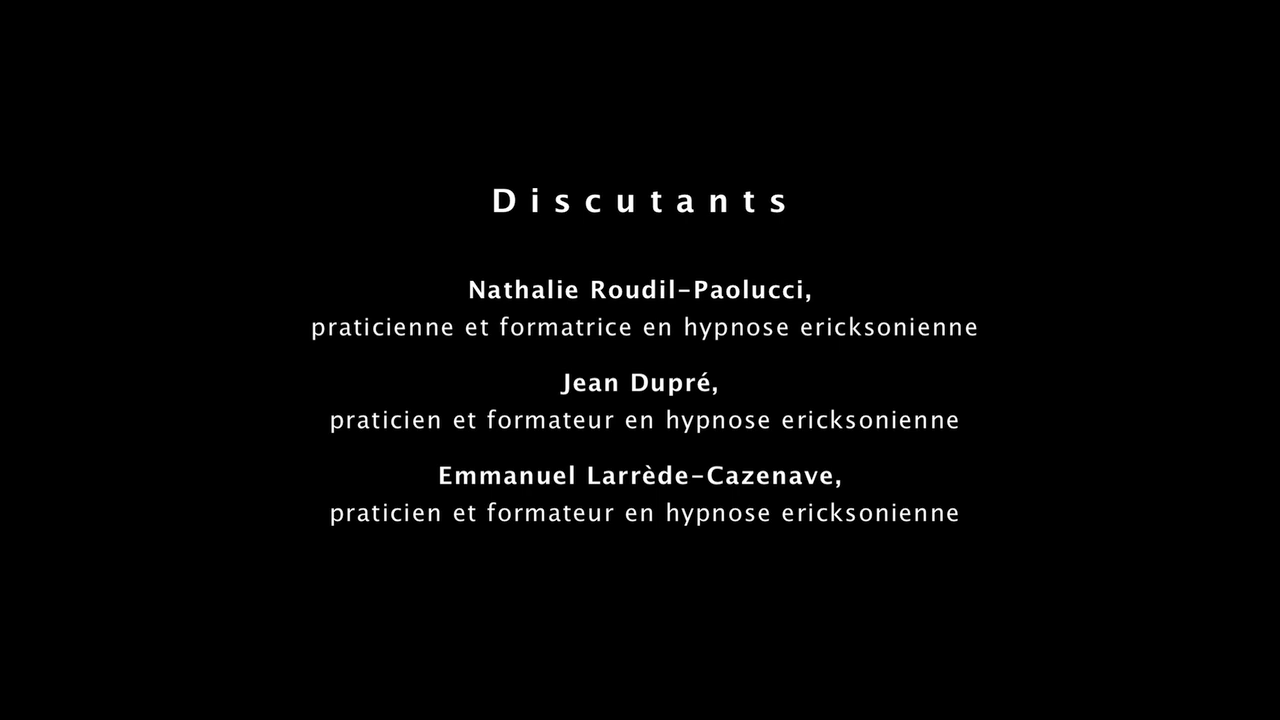 Discutants
Nathalie Roudil-Paolucci,
praticienne et formatrice en hypnose ericksonienne
Jean Dupré,
praticien et formateur en hypnose ericksonienne
Emmanuel Larrède-Cazenave,
praticien et formateur en hypnose ericksonienne